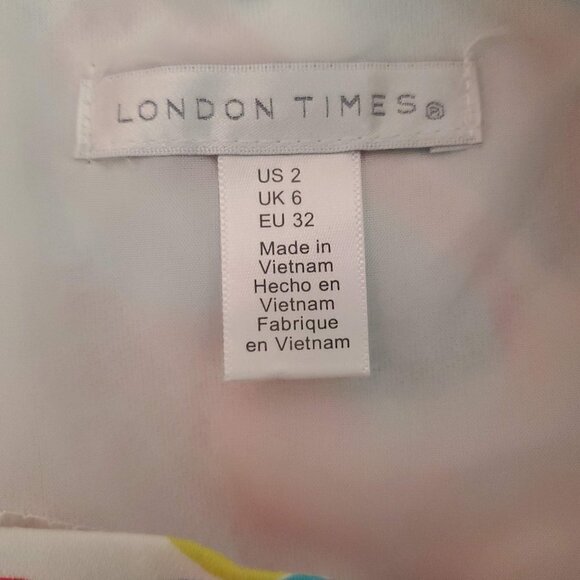 LONDON TIMES®
US 2
UK 6
EU 32
Made in
Vietnam
Hecho en
Vietnam
Fabrique
en Vietnam